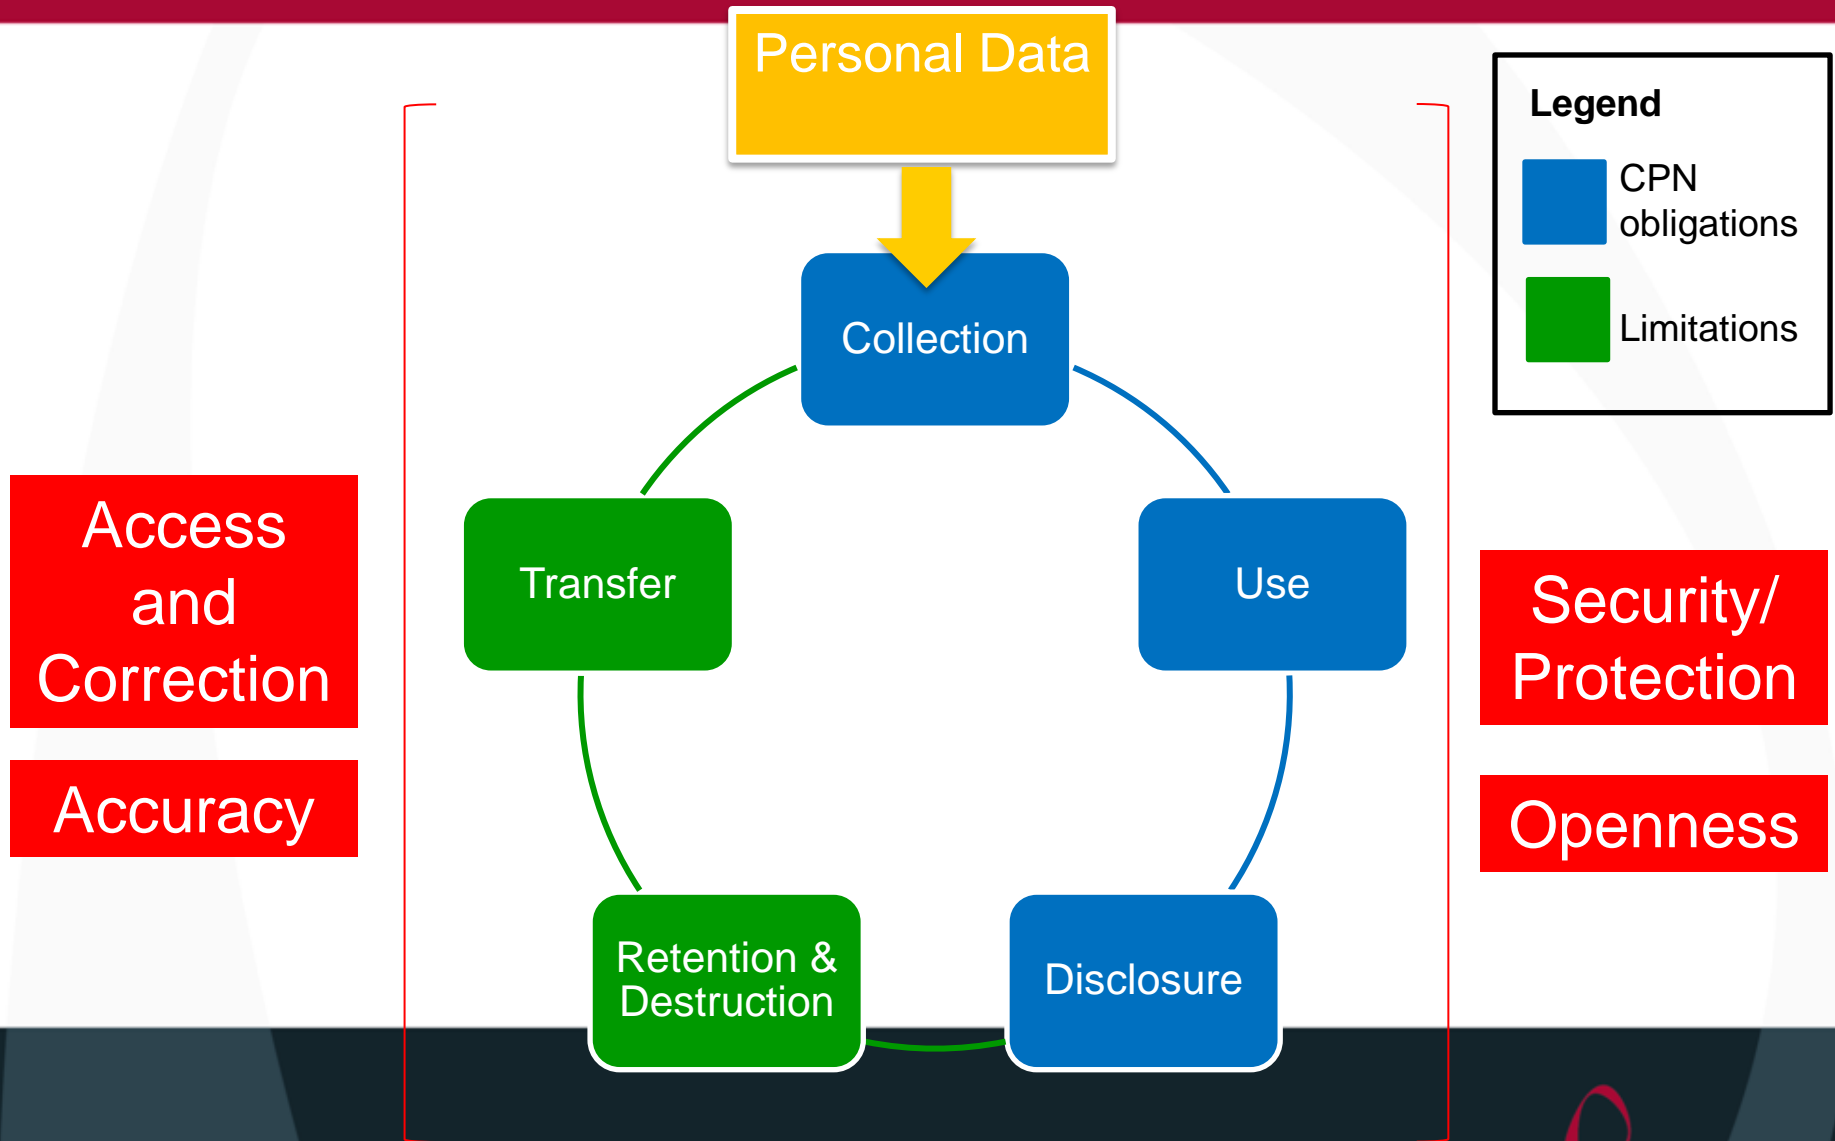 Personal Data
Legend
CPN
obligations
Limitations
Collection
Transfer
Use
Access
and
Correction
Security/
Protection
Accuracy
Openness
Retention &
Destruction
Disclosure